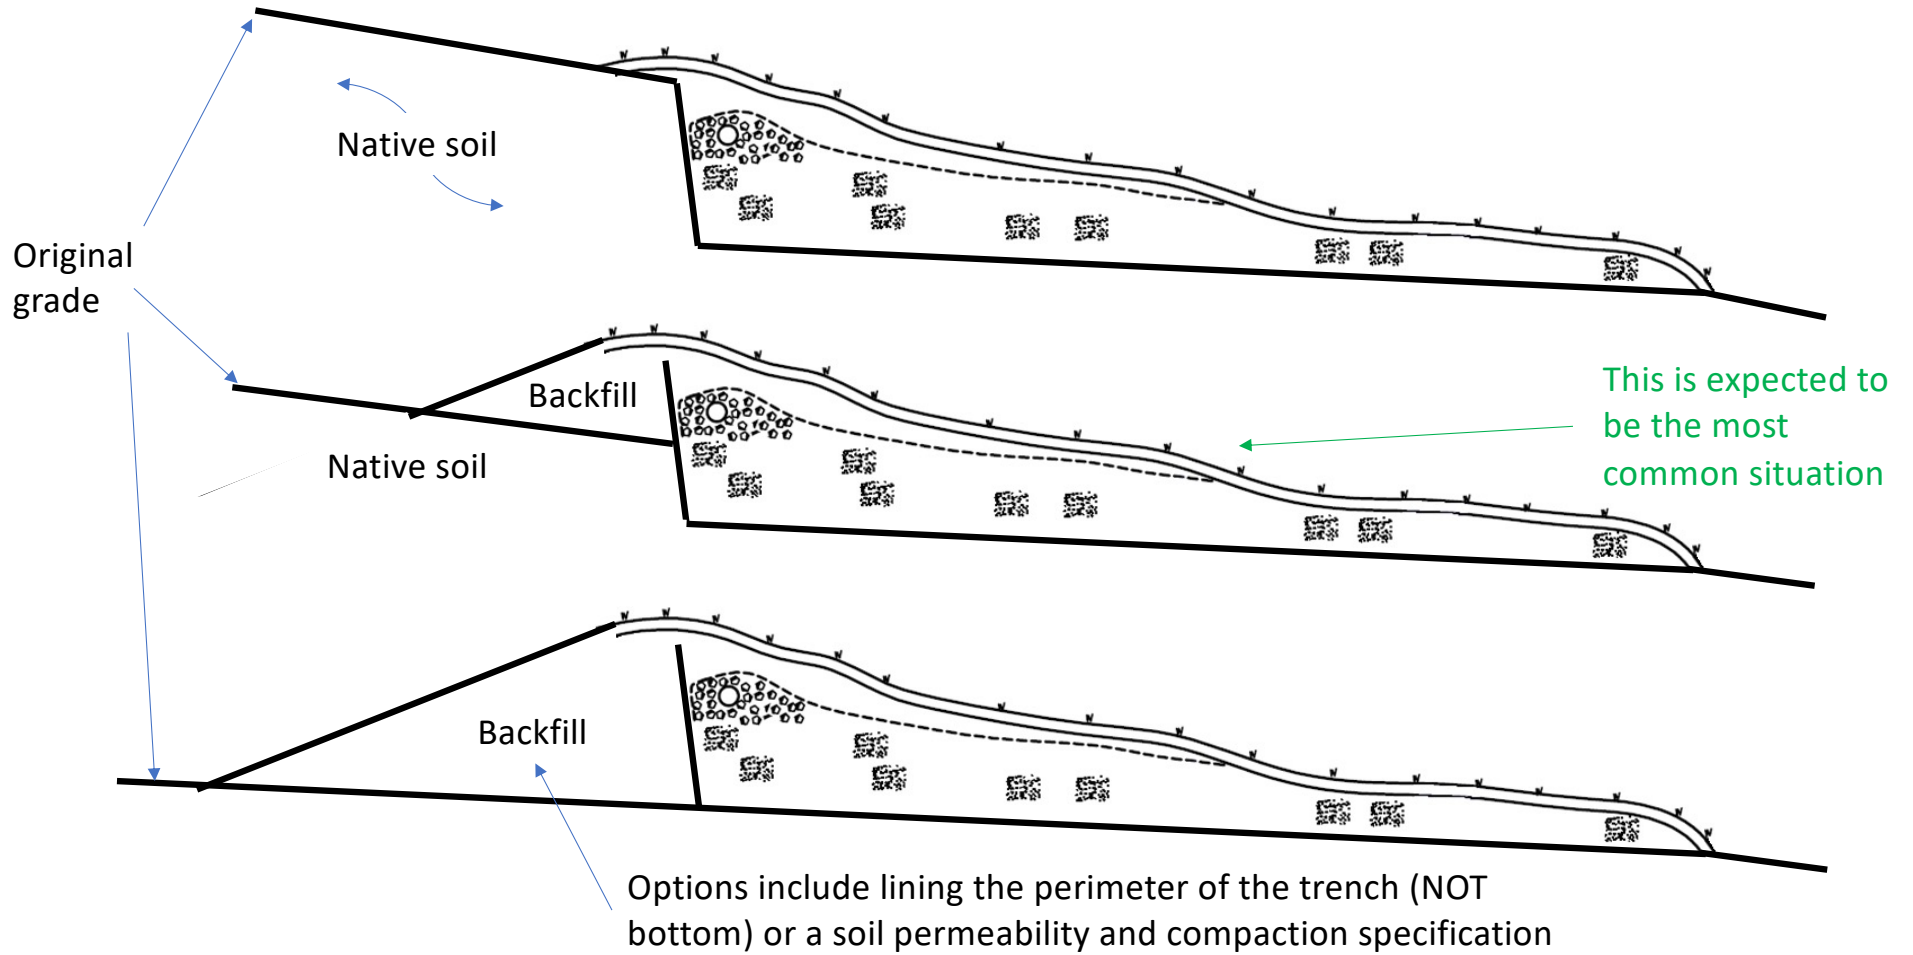 Native soil
Original
grade
Backfill
Native soil
This is expected to
be the most
common situation
Backfill
Options include lining the perimeter of the trench (NOT
bottom) or a soil permeability and compaction specification